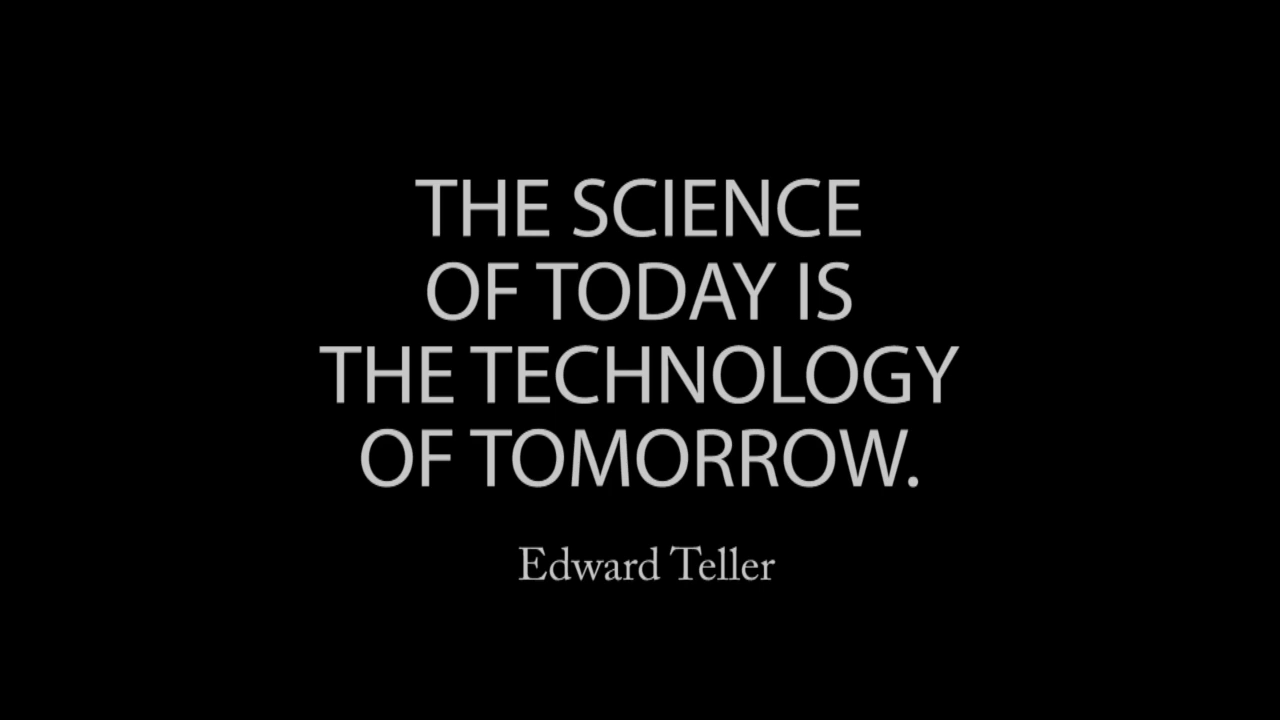 THE SCIENCE
OF TODAY IS
THE TECHNOLOGY
OF TOMORROW.
Edward Teller